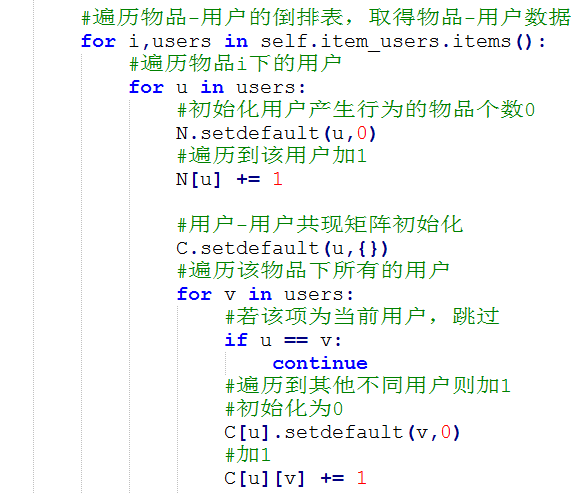 #遍历物品-用户的倒排表，取得物品-用户数据
for i,users in self.item_users.items():
#遍历物品i下的用户
for u in users:
#初始化用户产生行为的物品个数0
N.setdefault(u,0)
#遍历到该用户加1
N[u] += 1
#用户-用户共现矩阵初始化
C.setdefault(u,{})
#遍历该物品下所有的用户
for v in users:
#若该项为当前用户，跳过
if u == v:
continue
#遍历到其他不同用户则加1
#初始化为0
C[u].setdefault(v,0)
#加1
C[u][v] += 1